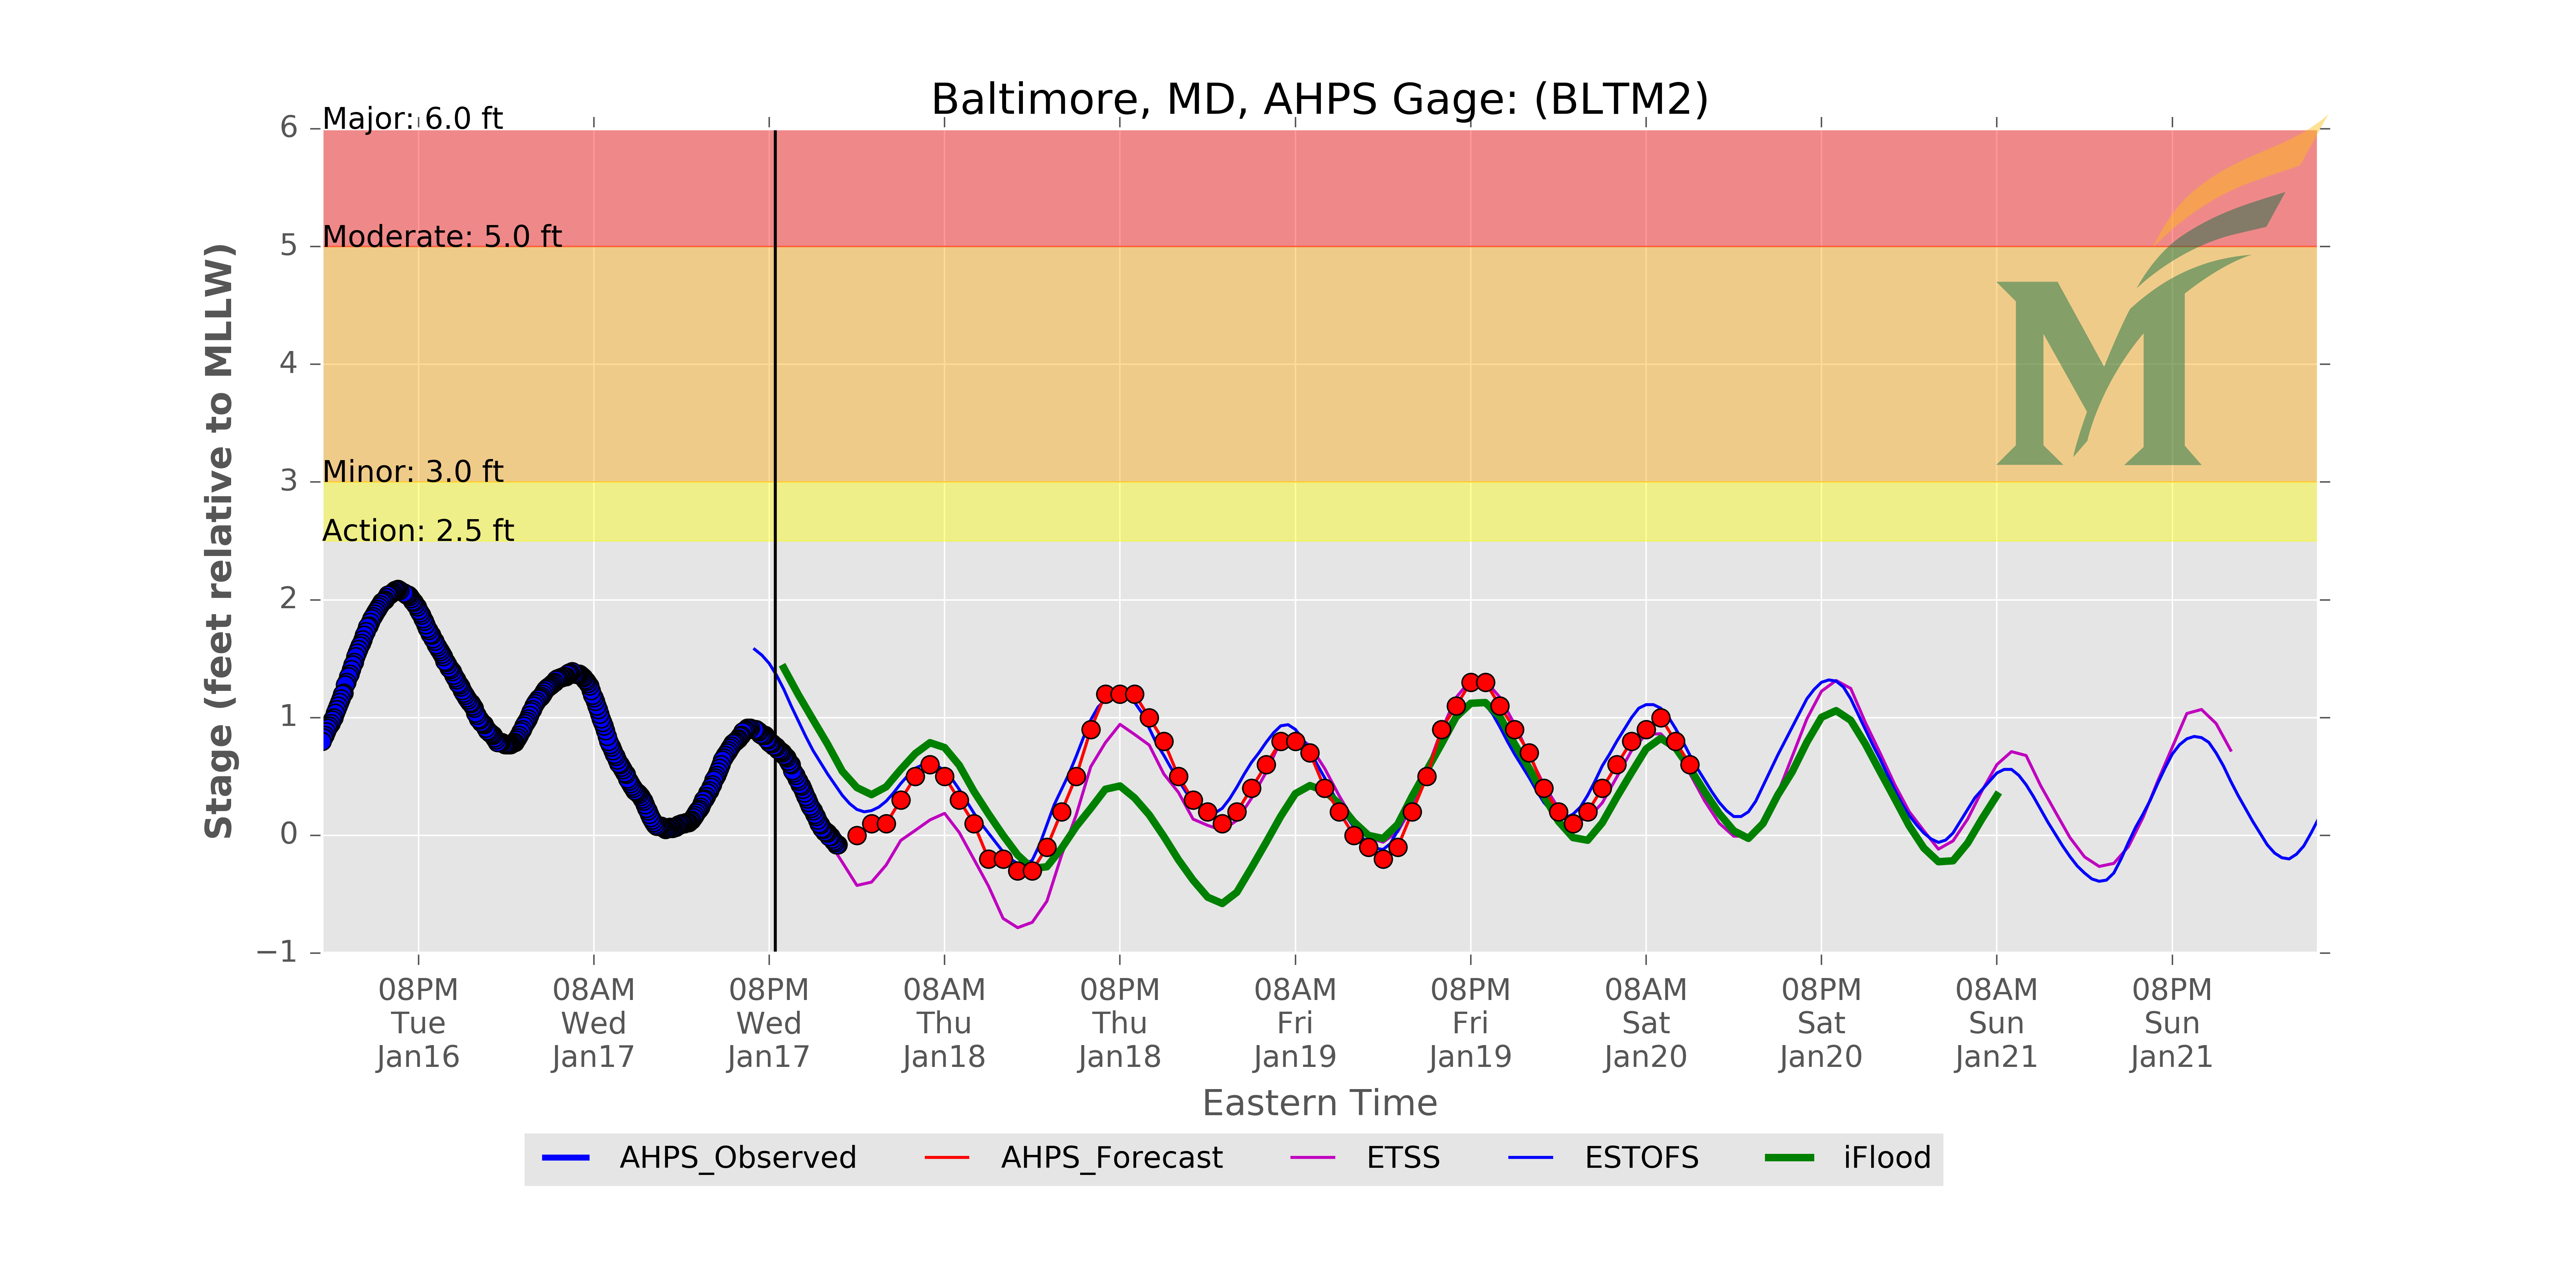 Baltimore, MD, AHPS Gage: (BLTM2)
Major: 6.0 ft
Moderate: 5.0 ft
Minor: 3.0 ft
Action: 2.5 ft
Stage (feet relative to MLLW)
6
5
4
3
2
1
0
−1
08PM Tue Jan16
08AM Wed Jan17
08PM Wed Jan17
08AM Thu Jan18
08PM Thu Jan18
08AM Fri Jan19
08PM Fri Jan19
08AM Sat Jan20
08PM Sat Jan20
08AM Sun Jan21
08PM Sun Jan21
Eastern Time
AHPS_Observed
AHPS_Forecast
ETSS
ESTOFS
iFlood
M